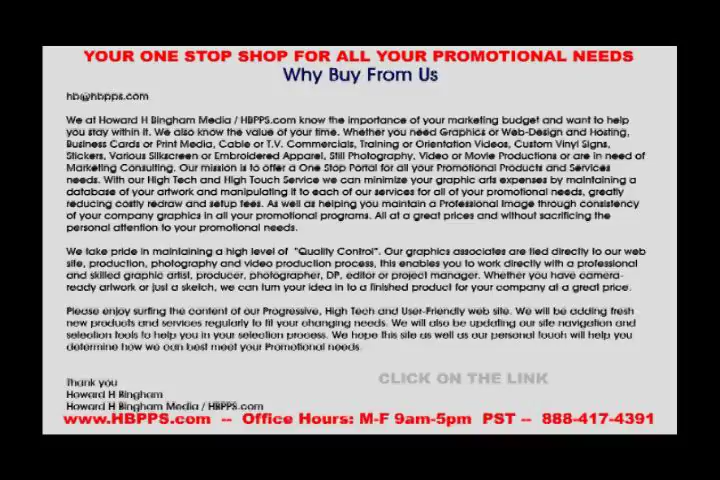 YOUR ONE STOP SHOP FOR ALL YOUR PROMOTIONAL NEEDS
Why Buy From Us
hb@hbpps.com
We at Howard H Bingham Media / HBPPS.com know the importance of your marketing budget and want to help
you stay within it. We also know the value of your time. Whether you need Graphics or Web-Design and Hosting,
Business Cards or Print Media, Cable or T.V. Commercials, Training or Orientation Videos, Custom Vinyl Signs,
Stickers, Various Silkscreen or Embroidered Apparel, Still Photography, Video or Movie Productions or are in need of
Marketing Consulting. Our mission is to offer a One Stop Portal for all your Promotional Products and Services
needs. With our High Tech and High Touch Service we can minimize your graphic arts expenses by maintaining a
database of your artwork and manipulating it to each of our services for all of your promotional needs, greatly
reducing costly redraw and setup fees. As well as helping you maintain a Professional Image through consistency
of your company graphics in all your promotional programs. All at a great prices and without sacrificing the
personal attention to your promotional needs.
We take pride in maintaining a high level of "Quality Control". Our graphics associates are tied directly to our web
site, production, photography and video production process, this enables you to work directly with a professional
and skilled graphic artist, producer, photographer, DP, editor or project manager. Whether you have camera-
ready artwork or just a sketch, we can turn your idea in to a finished product for your company at a great price.
Please enjoy surfing the content of our Progressive, High Tech and User-Friendly web site. We will be adding fresh
new products and services regularly to fit your changing needs. We will also be updating our site navigation and
selection tools to help you in your selection process. We hope this site as well as our personal touch will help you
determine how we can best meet your Promotional needs.
CLICK ON THE LINK
Thank you
Howard H Bingham
Howard H Bingham Media / HBPPS.com
www.HBPPS.com -- Office Hours: M-F 9am-5pm PST -- 888-417-4391